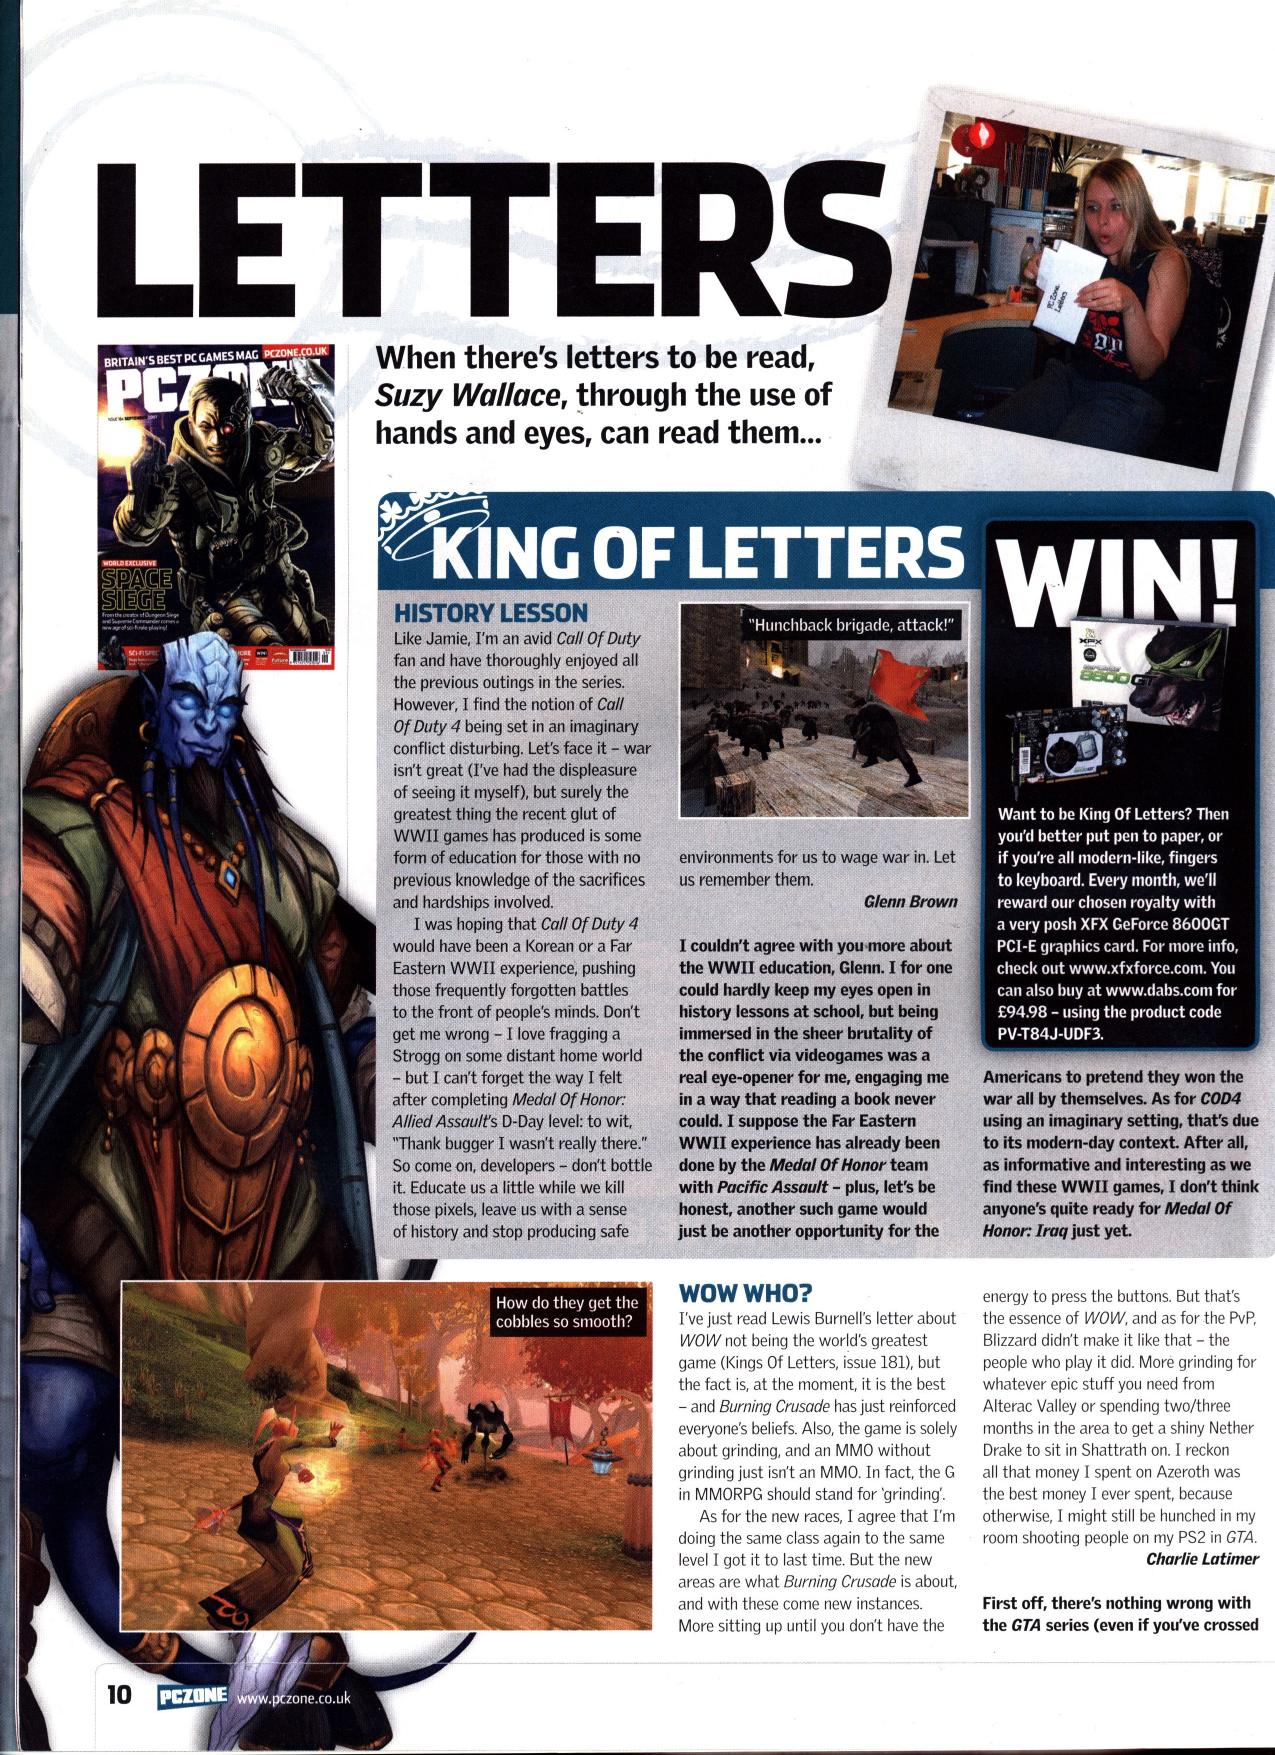 LETTERS
PC Zone
Letters
BRITAIN'S BEST PC GAMES MAG PCZONE.CO.UK
PCZONE
WORLD EXCLUSIVE
SPACE
SIEGE
From the creator of Dungeon Siege
and Supreme Commander comes a
new age of sci-fi role-playing!
When there's letters to be read,
Suzy Wallace, through the use of
hands and eyes, can read them...
KING OF LETTERS
HISTORY LESSON
Like Jamie, I'm an avid Call Of Duty
fan and have thoroughly enjoyed all
the previous outings in the series.
However, I find the notion of Call
Of Duty 4 being set in an imaginary
conflict disturbing. Let's face it – war
isn't great (I've had the displeasure
of seeing it myself), but surely the
greatest thing the recent glut of
WWII games has produced is some
form of education for those with no
previous knowledge of the sacrifices
and hardships involved.
I was hoping that Call Of Duty 4
would have been a Korean or a Far
Eastern WWII experience, pushing
those frequently forgotten battles
to the front of people's minds. Don't
get me wrong – I love fragging a
Strogg on some distant home world
– but I can't forget the way I felt
after completing Medal Of Honor:
Allied Assault's D-Day level: to wit,
"Thank bugger I wasn't really there."
So come on, developers – don't bottle
it. Educate us a little while we kill
those pixels, leave us with a sense
of history and stop producing safe
"Hunchback brigade, attack!"
environments for us to wage war in. Let
us remember them.
Glenn Brown
I couldn't agree with you more about
the WWII education, Glenn. I for one
could hardly keep my eyes open in
history lessons at school, but being
immersed in the sheer brutality of
the conflict via videogames was a
real eye-opener for me, engaging me
in a way that reading a book never
could. I suppose the Far Eastern
WWII experience has already been
done by the Medal Of Honor team
with Pacific Assault – plus, let's be
honest, another such game would
just be another opportunity for the
WIN!
XFX
8600GT
Want to be King Of Letters? Then
you'd better put pen to paper, or
if you're all modern-like, fingers
to keyboard. Every month, we'll
reward our chosen royalty with
a very posh XFX GeForce 8600GT
PCI-E graphics card. For more info,
check out www.xfxforce.com. You
can also buy at www.dabs.com for
£94.98 – using the product code
PV-T84J-UDF3.
Americans to pretend they won the
war all by themselves. As for COD4
using an imaginary setting, that's due
to its modern-day context. After all,
as informative and interesting as we
find these WWII games, I don't think
anyone's quite ready for Medal Of
Honor: Iraq just yet.
How do they get the
cobbles so smooth?
WOW WHO?
I've just read Lewis Burnell's letter about
WOW not being the world's greatest
game (Kings Of Letters, issue 181), but
the fact is, at the moment, it is the best
– and Burning Crusade has just reinforced
everyone's beliefs. Also, the game is solely
about grinding, and an MMO without
grinding just isn't an MMO. In fact, the G
in MMORPG should stand for 'grinding'.
As for the new races, I agree that I'm
doing the same class again to the same
level I got it to last time. But the new
areas are what Burning Crusade is about,
and with these come new instances.
More sitting up until you don't have the
energy to press the buttons. But that's
the essence of WOW, and as for the PvP,
Blizzard didn't make it like that – the
people who play it did. More grinding for
whatever epic stuff you need from
Alterac Valley or spending two/three
months in the area to get a shiny Nether
Drake to sit in Shattrath on. I reckon
all that money I spent on Azeroth was
the best money I ever spent, because
otherwise, I might still be hunched in my
room shooting people on my PS2 in GTA.
Charlie Latimer
First off, there's nothing wrong with
the GTA series (even if you've crossed
10 PCZONE www.pczone.co.uk